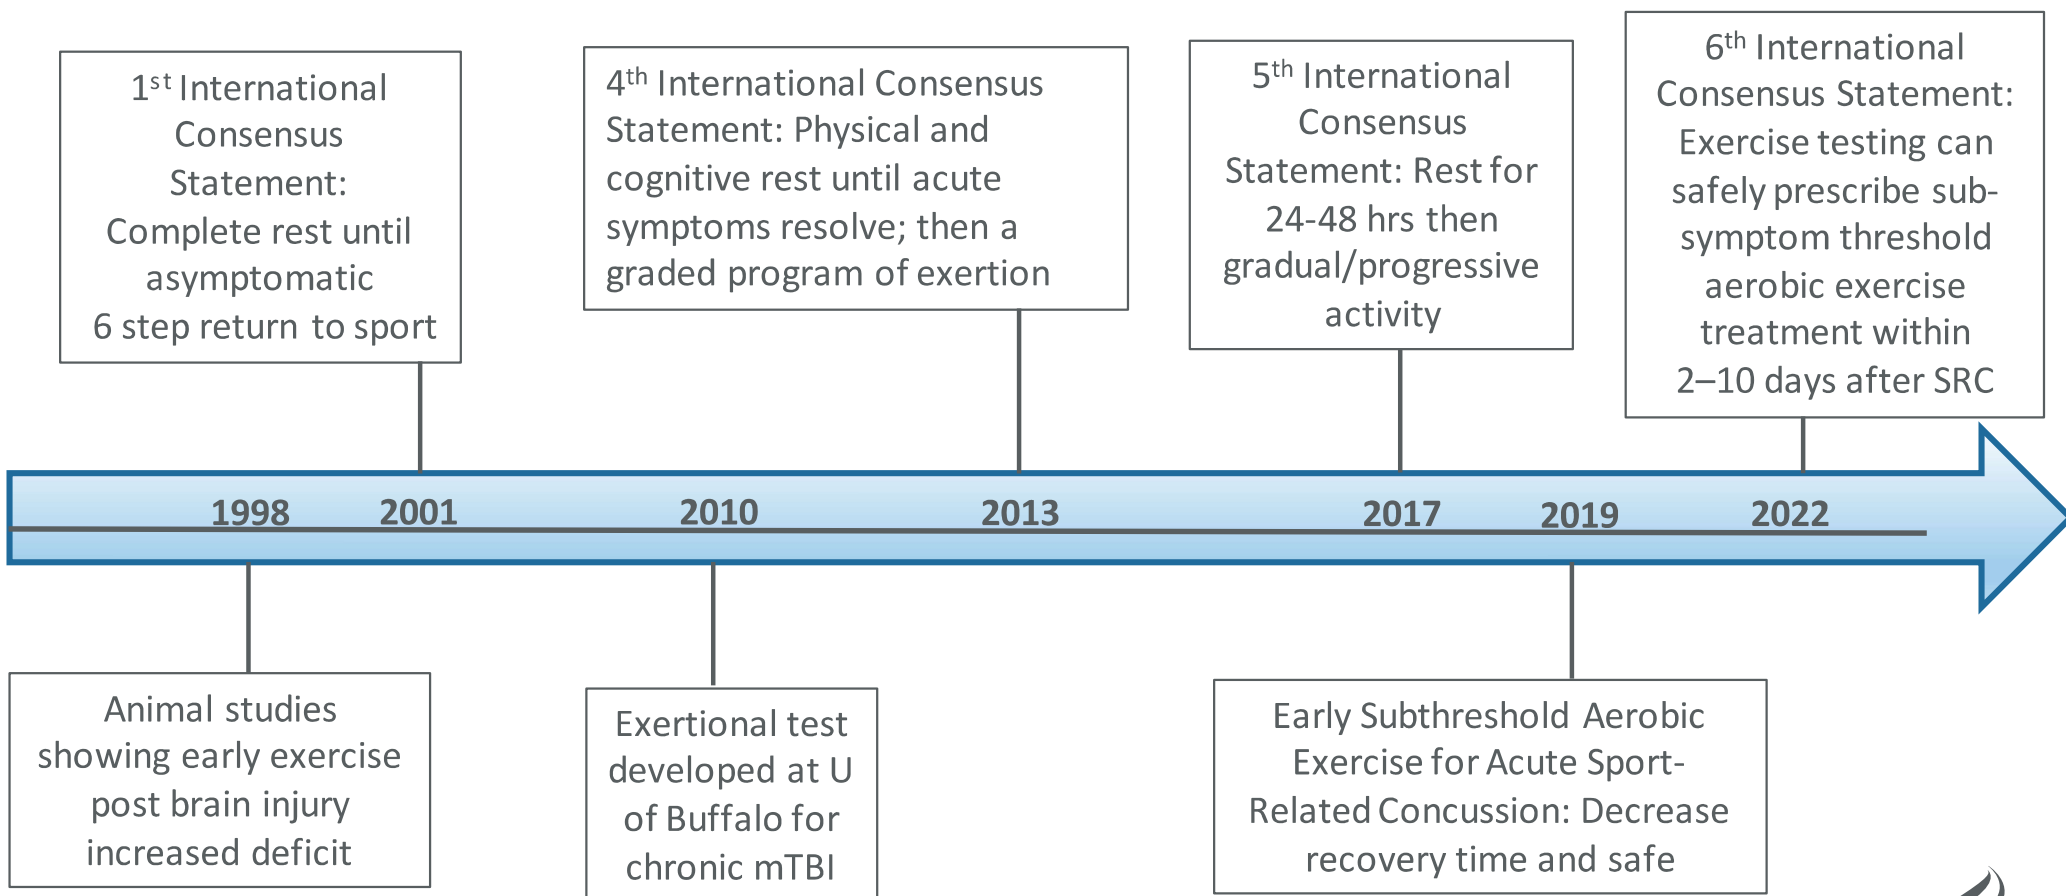 1st International
Consensus
Statement:
Complete rest until
asymptomatic
6 step return to sport
4th International Consensus
Statement: Physical and
cognitive rest until acute
symptoms resolve; then a
graded program of exertion
5th International
Consensus
Statement: Rest for
24-48 hrs then
gradual/progressive
activity
6th International
Consensus Statement:
Exercise testing can
safely prescribe sub-
symptom threshold
aerobic exercise
treatment within
2–10 days after SRC
1998
2001
2010
2013
2017
2019
2022
Animal studies
showing early exercise
post brain injury
increased deficit
Exertional test
developed at U
of Buffalo for
chronic mTBI
Early Subthreshold Aerobic
Exercise for Acute Sport-
Related Concussion: Decrease
recovery time and safe